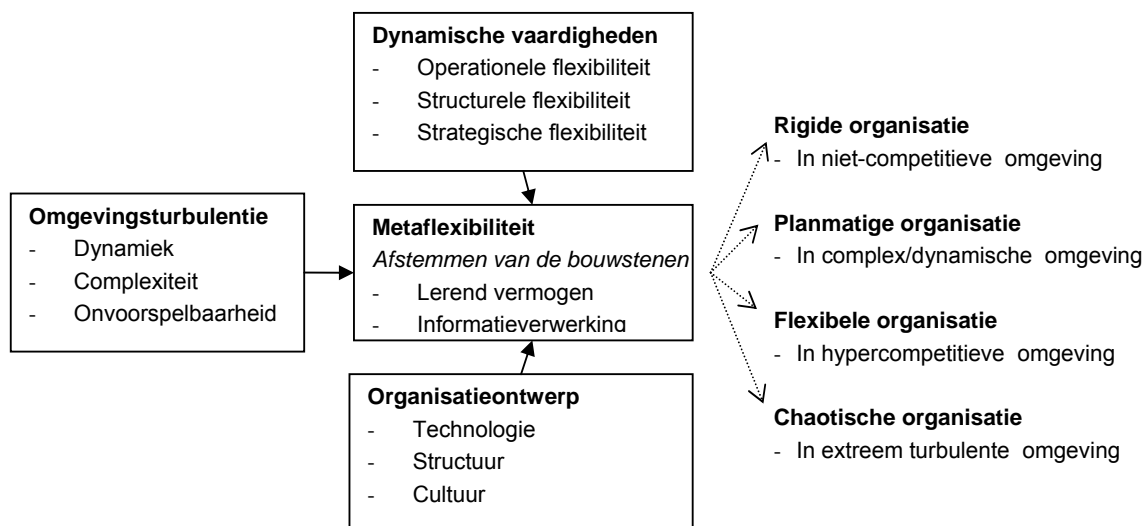 Dynamische vaardigheden
- Operationele flexibiliteit
- Structurele flexibiliteit
- Strategische flexibiliteit
Omgevingsturbulentie
- Dynamiek
- Complexiteit
- Onvoorspelbaarheid
Metaflexibiliteit
Afstemmen van de bouwstenen
- Lerend vermogen
- Informatieverwerking
Organisatieontwerp
- Technologie
- Structuur
- Cultuur
Rigide organisatie
- In niet-competitieve omgeving
Planmatige organisatie
- In complex/dynamische omgeving
Flexibele organisatie
- In hypercompetitieve omgeving
Chaotische organisatie
- In extreem turbulente omgeving